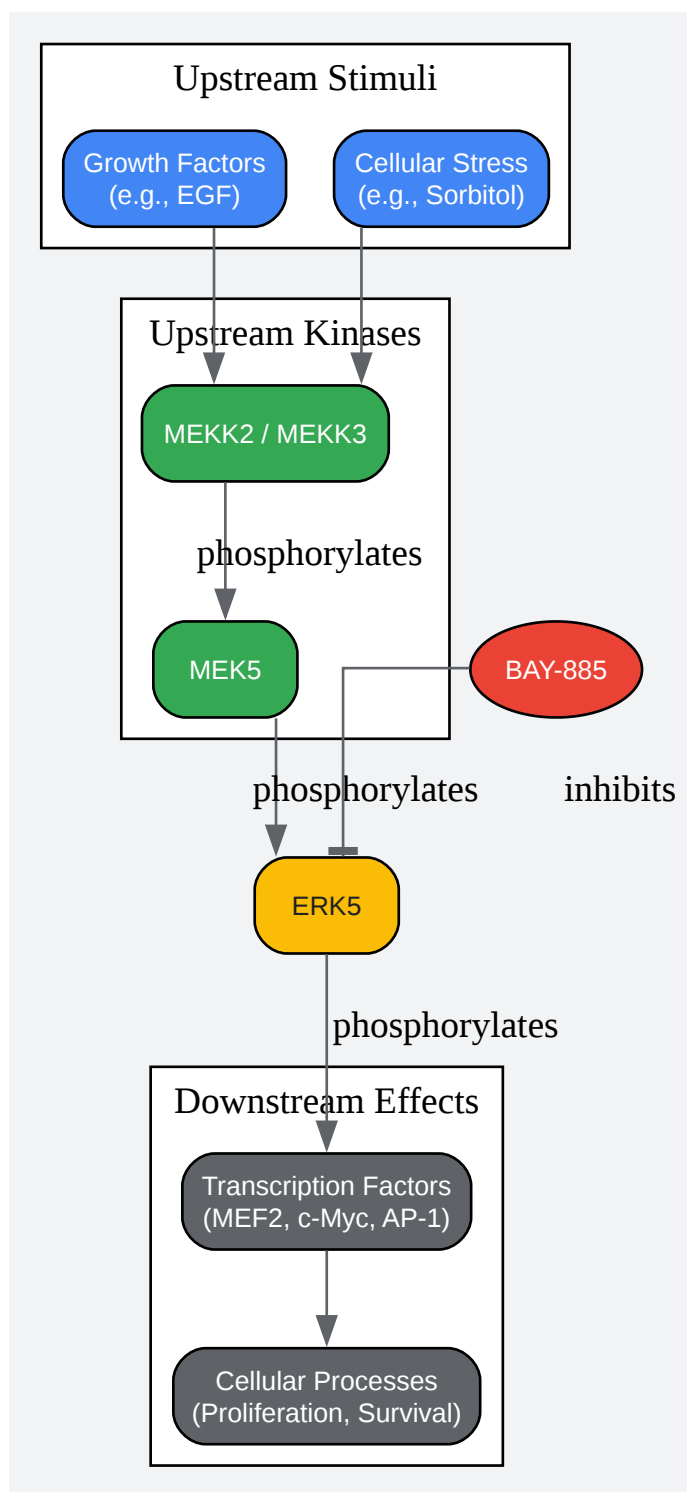 Upstream Stimuli
Growth Factors
(e.g., EGF)
Cellular Stress
(e.g., Sorbitol)
Upstream Kinases
MEKK2 / MEKK3
phosphorylates
MEK5
BAY-885
phosphorylates
inhibits
ERK5
phosphorylates
Downstream Effects
Transcription Factors
(MEF2, c-Myc, AP-1)
Cellular Processes
(Proliferation, Survival)